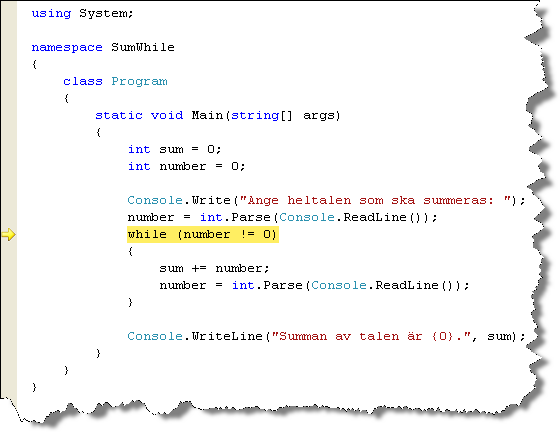 using System;
namespace SumWhile
{
class Program
{
static void Main(string[] args)
{
int sum = 0;
int number = 0;
Console.Write("Ange heltalen som ska summeras: ");
number = int.Parse(Console.ReadLine());
while (number != 0)
{
sum += number;
number = int.Parse(Console.ReadLine());
}
Console.WriteLine("Summan av talen är {0}.", sum);
}
}
}